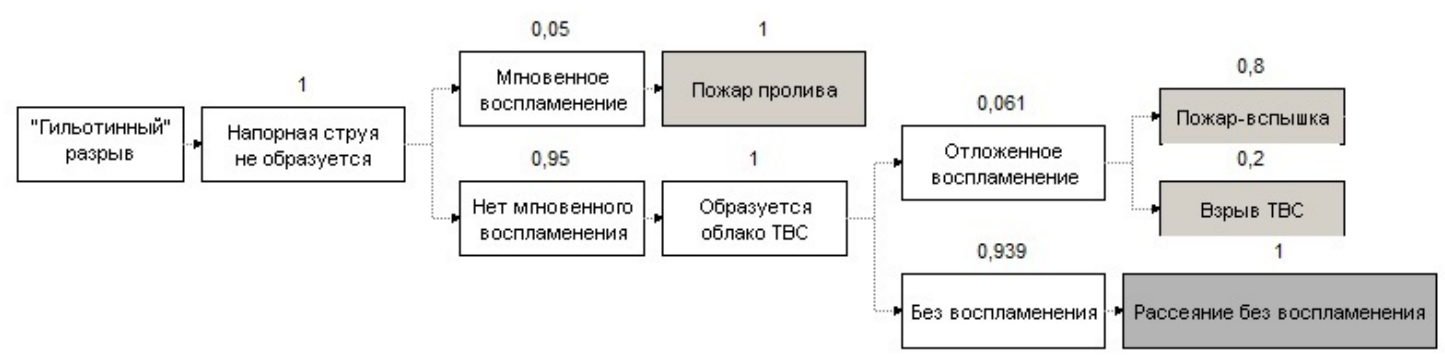 0,05
1
Мгновенное
воспламенение
Пожар пролива
1
"Гильотинный"
разрыв
Напорная струя
не образуется
0,95
1
Нет мгновенного
воспламенения
Образуется
облако ТВС
0,061
Отложенное
воспламенение
0,8
Пожар-вспышка
0,2
Взрыв ТВС
0,939
1
Без воспламенения
Рассеяние без воспламенения